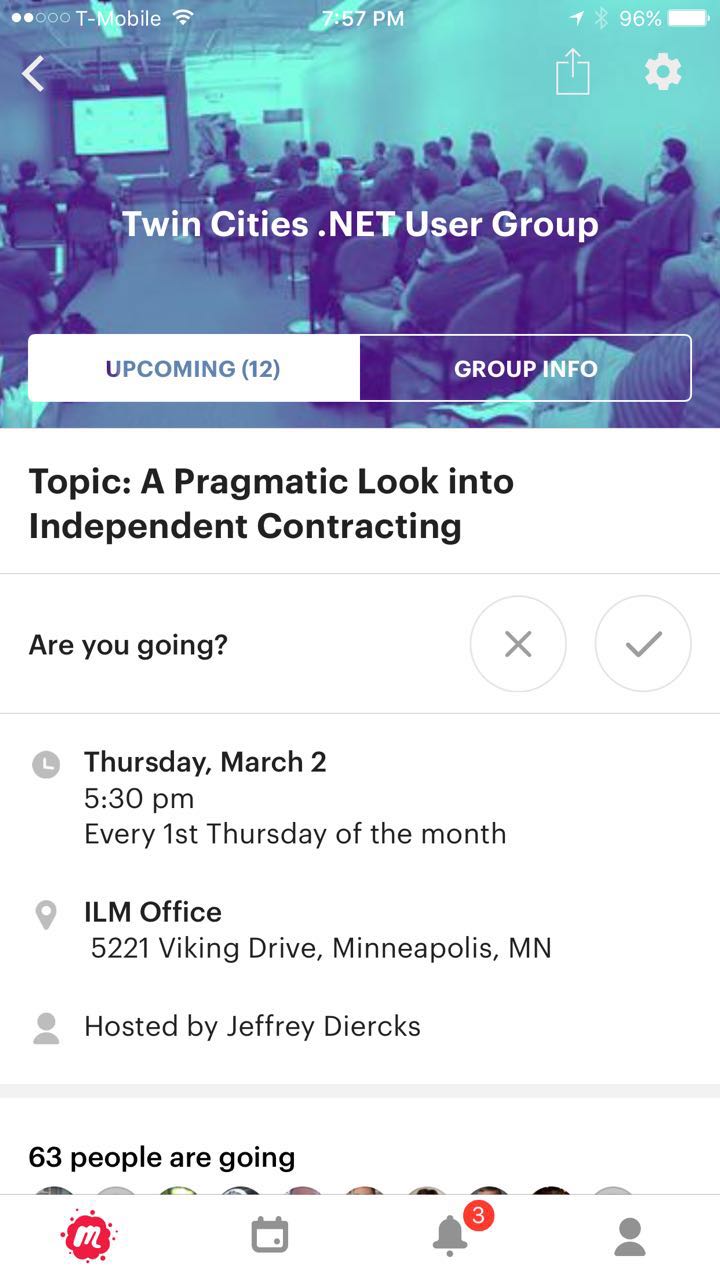 T-Mobile 7:57 PM 96%
Twin Cities .NET User Group
UPCOMING (12) GROUP INFO
Topic: A Pragmatic Look into
Independent Contracting
Are you going?
Thursday, March 2
5:30 pm
Every 1st Thursday of the month
ILM Office
5221 Viking Drive, Minneapolis, MN
Hosted by Jeffrey Diercks
63 people are going
m
3